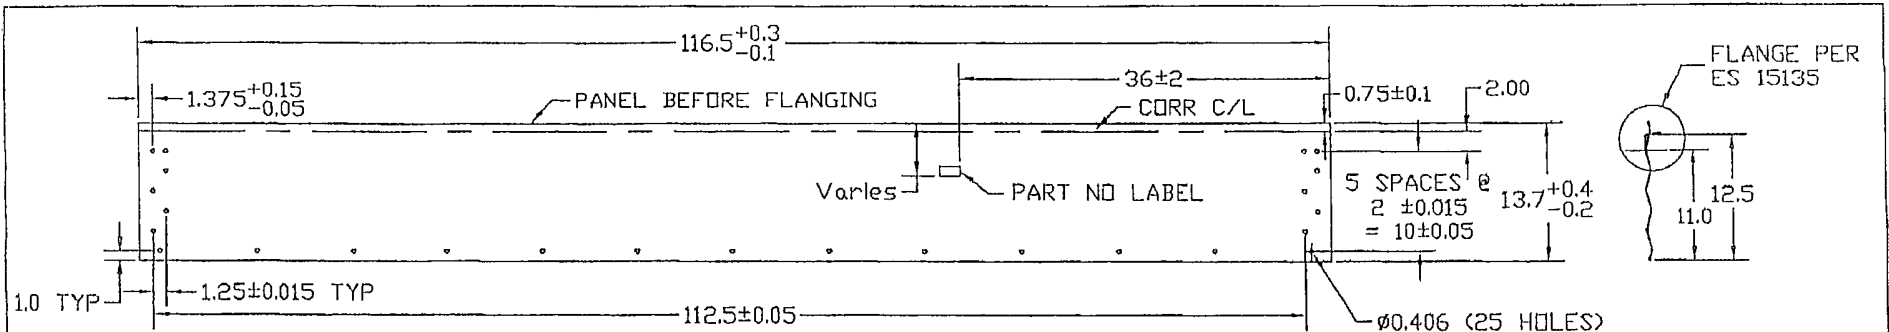 116.5 +0.3 -0.1
36±2
FLANGE PER
ES 15135
1.375 +0.15 -0.05
PANEL BEFORE FLANGING
CORR C/L
0.75±0.1
2.00
Varies
PART NO LABEL
5 SPACES @
2 ±0.015
= 10±0.05
13.7 +0.4 -0.2
11.0
12.5
1.0 TYP
1.25±0.015 TYP
112.5±0.05
ø0.406 (25 HOLES)